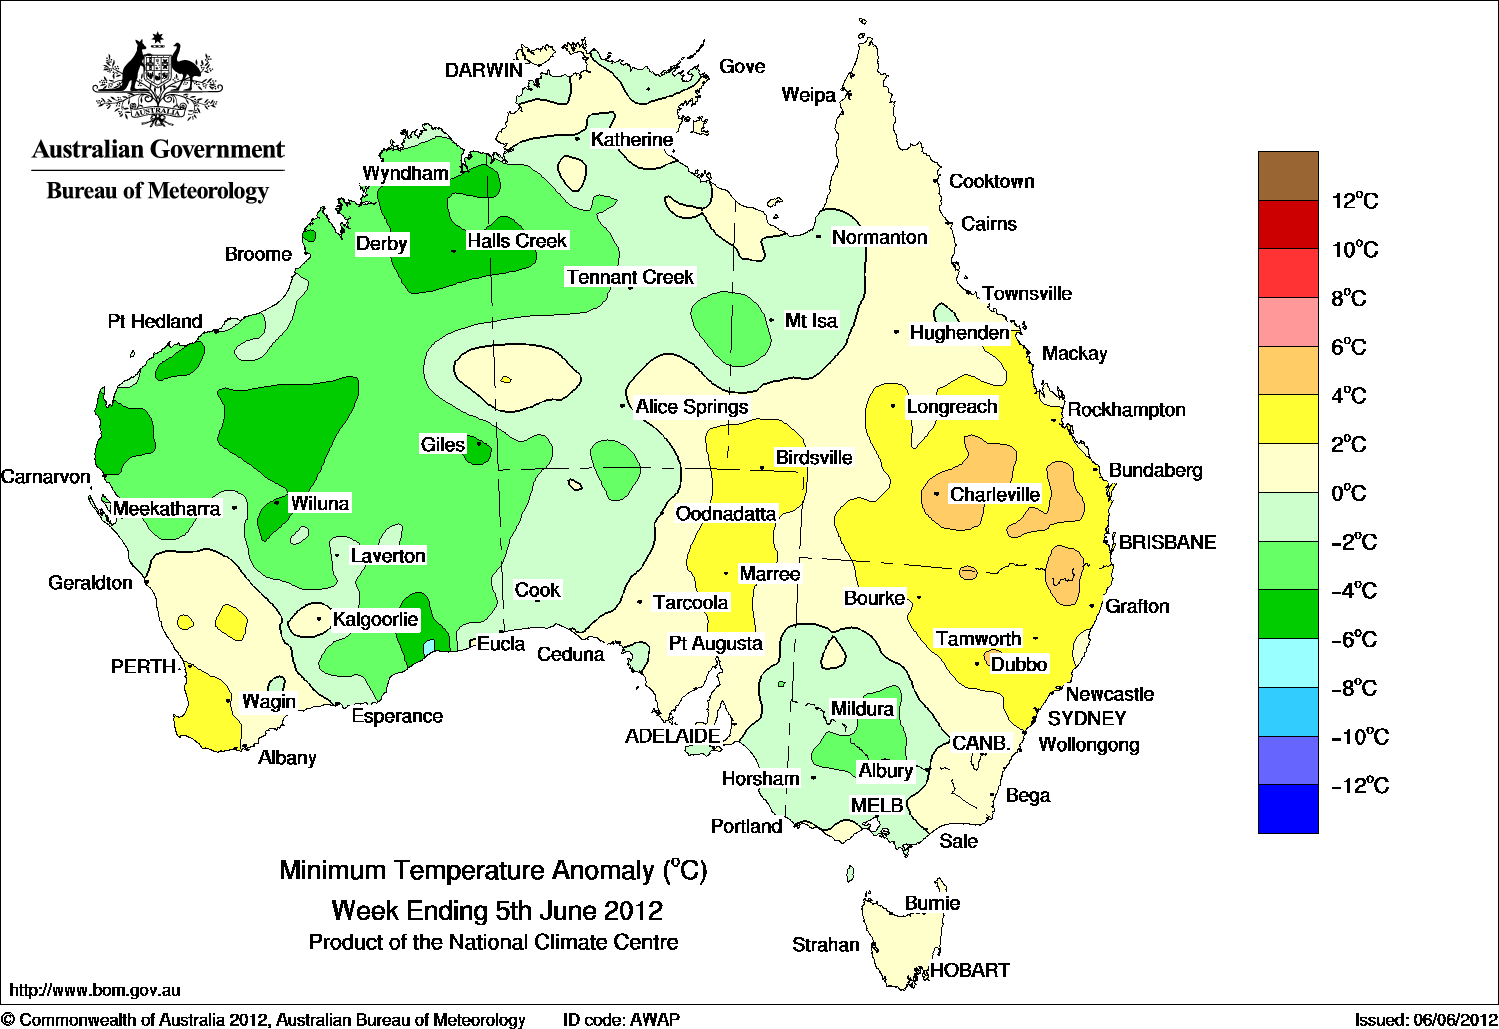 AUSTRALIA
Australian Government
Bureau of Meteorology
DARWIN
Gove
Weipa
Katherine
Wyndham
Cooktown
Cairns
Derby
Halls Creek
Normanton
Broome
Tennant Creek
Townsville
Pt Hedland
Mt Isa
Hughenden
Mackay
Alice Springs
Longreach
Rockhampton
Giles
Birdsville
Bundaberg
Carnarvon
Charleville
Meekatharra
Wiluna
Oodnadatta
BRISBANE
Laverton
Geraldton
Marree
Cook
Tarcoola
Bourke
Grafton
Kalgoorlie
Eucla
Ceduna
Pt Augusta
Tamworth
PERTH
Dubbo
Wagin
Newcastle
Mildura
Esperance
SYDNEY
ADELAIDE
CANB.
Wollongong
Albany
Horsham
Albury
Bega
MELB
Portland
Sale
Burnie
Strahan
HOBART
12°C
10°C
8°C
6°C
4°C
2°C
0°C
-2°C
-4°C
-6°C
-8°C
-10°C
-12°C
Minimum Temperature Anomaly (°C)
Week Ending 5th June 2012
Product of the National Climate Centre
http://www.bom.gov.au
© Commonwealth of Australia 2012, Australian Bureau of Meteorology
ID code: AWAP
Issued: 06/06/2012